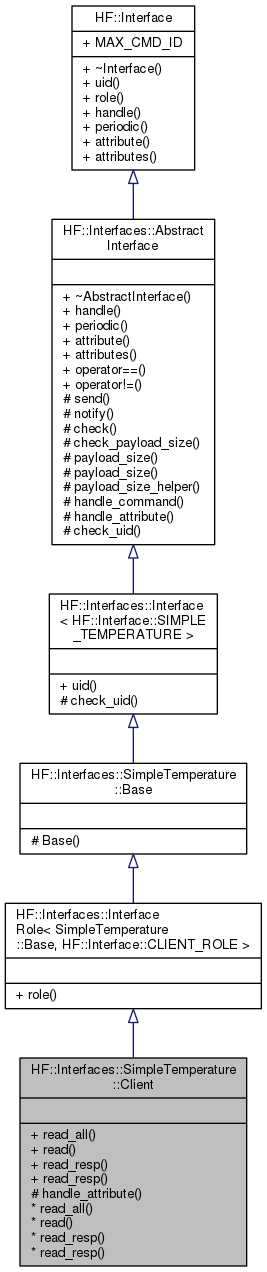 HF::Interface
+ MAX_CMD_ID
+ ~Interface()
+ uid()
+ role()
+ handle()
+ periodic()
+ attribute()
+ attributes()
HF::Interfaces::Abstract
Interface
+ ~AbstractInterface()
+ handle()
+ periodic()
+ attribute()
+ attributes()
+ operator==()
+ operator!=()
# send()
# notify()
# check()
# check_payload_size()
# payload_size()
# payload_size()
# payload_size_helper()
# handle_command()
# handle_attribute()
# check_uid()
HF::Interfaces::Interface
< HF::Interface::SIMPLE
_TEMPERATURE >
+ uid()
# check_uid()
HF::Interfaces::SimpleTemperature
::Base
# Base()
HF::Interfaces::Interface
Role< SimpleTemperature
::Base, HF::Interface::CLIENT_ROLE >
+ role()
HF::Interfaces::SimpleTemperature
::Client
+ read_all()
+ read()
+ read_resp()
+ read_resp()
# handle_attribute()
* read_all()
* read()
* read_resp()
* read_resp()